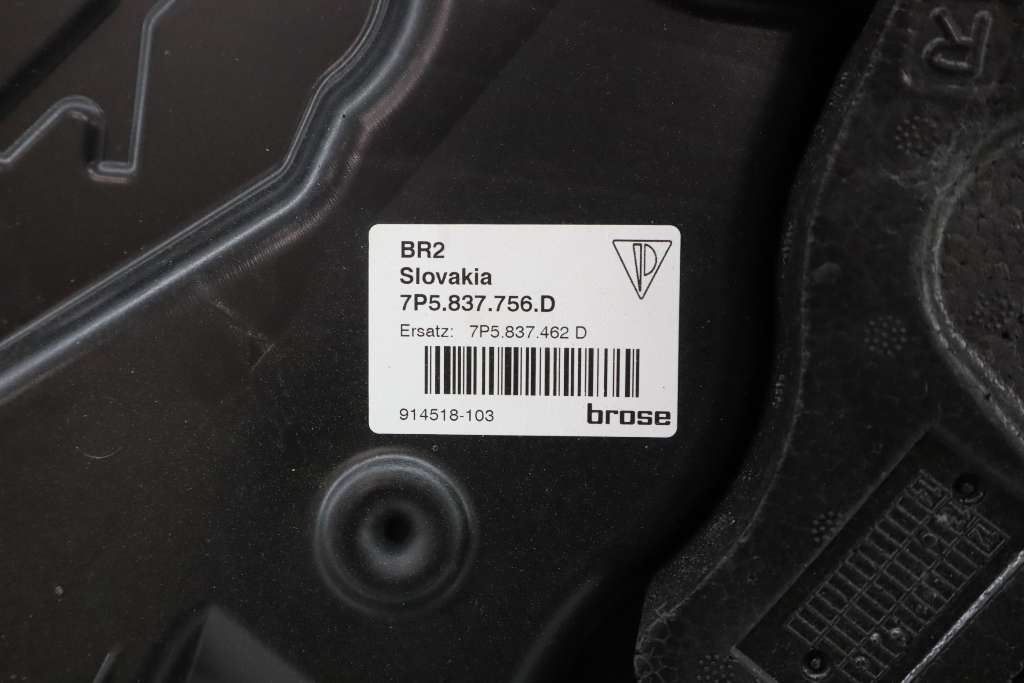 R
BR2
Slovakia
7P5.837.756.D
Ersatz: 7P5.837.462 D
914518-103
brose